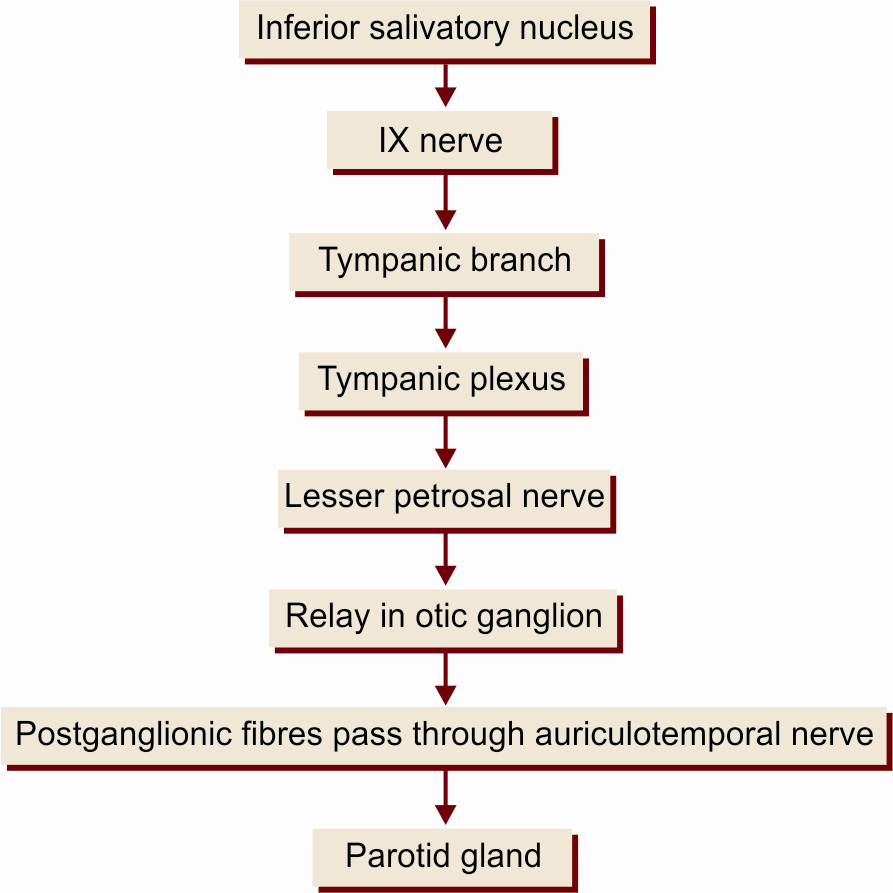 Inferior salivatory nucleus
IX nerve
Tympanic branch
Tympanic plexus
Lesser petrosal nerve
Relay in otic ganglion
Postganglionic fibres pass through auriculotemporal nerve
Parotid gland